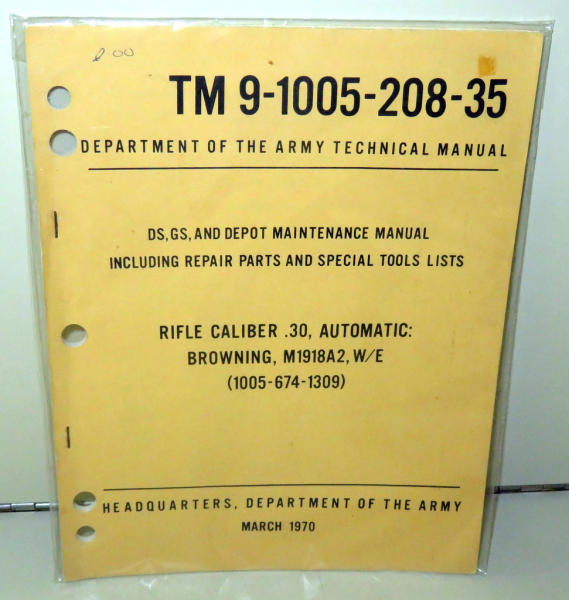 TM 9-1005-208-35
DEPARTMENT OF THE ARMY TECHNICAL MANUAL
DS, GS, AND DEPOT MAINTENANCE MANUAL
INCLUDING REPAIR PARTS AND SPECIAL TOOLS LISTS
RIFLE CALIBER .30, AUTOMATIC:
BROWNING, M1918A2, W/E
(1005-674-1309)
HEADQUARTERS, DEPARTMENT OF THE ARMY
MARCH 1970